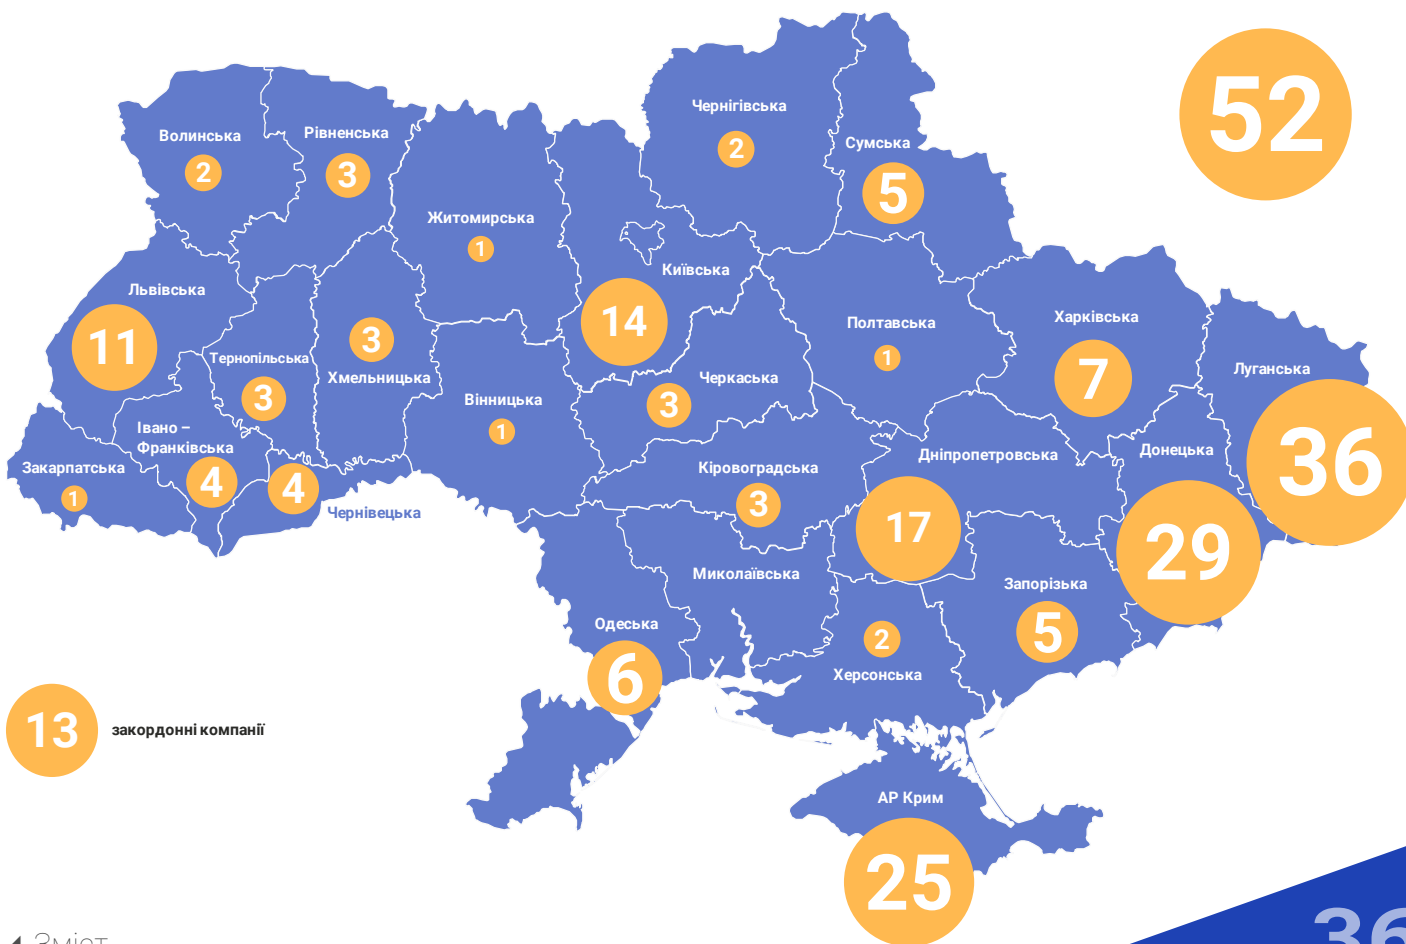 52
Чернігівська
2
Волинська
2
Рівненська
3
Сумська
5
Житомирська
1
Київська
14
Львівська
11
Тернопільська
3
3
Хмельницька
Полтавська
1
Харківська
7
Луганська
36
Черкаська
3
Вінницька
1
Івано –
Франківська
4
Закарпатська
1
4
Чернівецька
Кіровоградська
3
Дніпропетровська
17
Донецька
29
Миколаївська
Запорізька
5
Одеська
6
2
Херсонська
13
закордонні компанії
АР Крим
25
Зміст
36